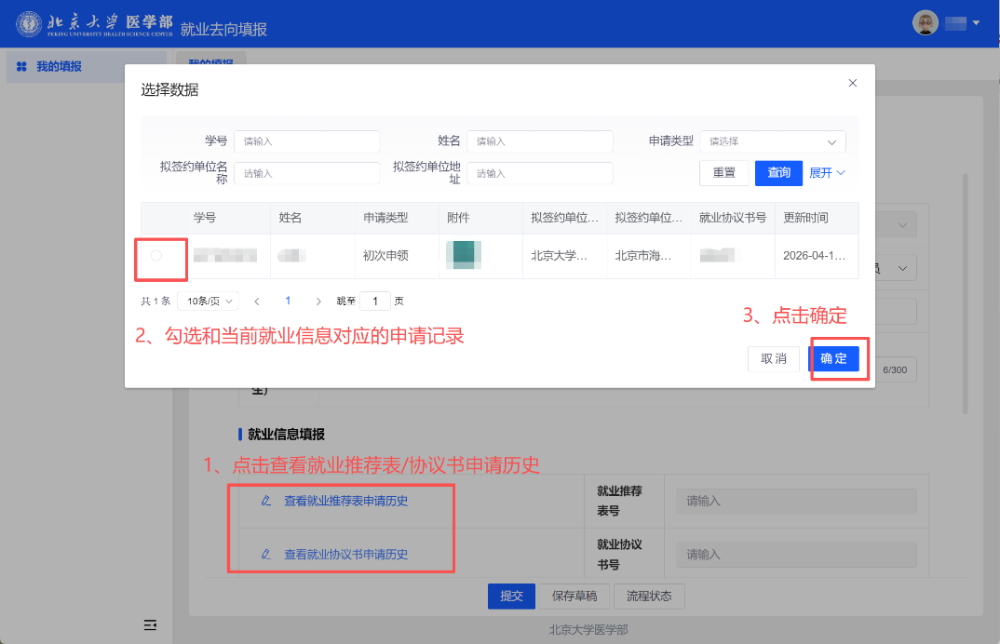 北京大学 医学部 就业去向填报
PEKING UNIVERSITY HEALTH SCIENCE CENTER
我的填报
我的填报
选择数据
学号 请输入 姓名 请输入 申请类型 请选择
拟签约单位名称 请输入 拟签约单位地址 请输入 重置 查询 展开
学号 姓名 申请类型 附件 拟签约单位... 拟签约单位... 就业协议书号 更新时间
初次申领 北京大学... 北京市海... 2026-04-1...
共 1 条 10条/页 1 跳至 1 页
3、点击确定
2、勾选和当前就业信息对应的申请记录
取 消 确 定
6/300
生）
就业信息填报
1、点击查看就业推荐表/协议书申请历史
查看就业推荐表申请历史 就业推荐表号 请输入
查看就业协议书申请历史 就业协议书号 请输入
提交 保存草稿 流程状态
北京大学医学部